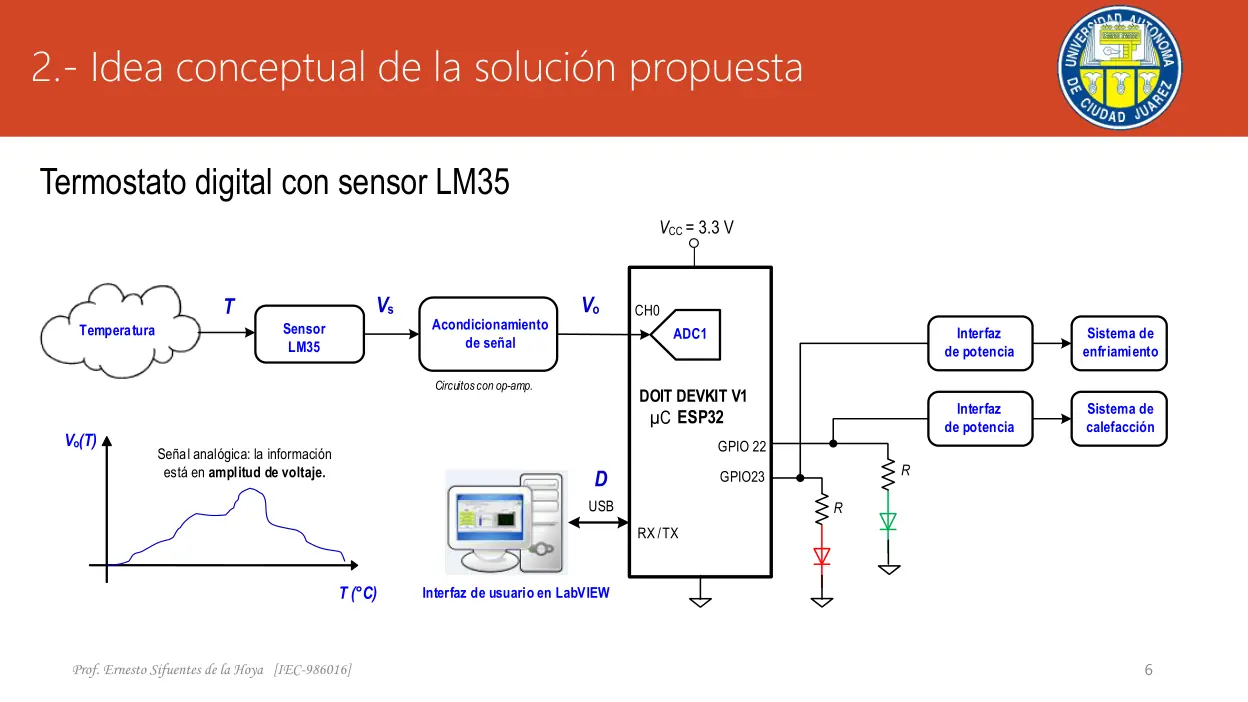 2.- Idea conceptual de la solución propuesta
UNIVERSIDAD AUTONOMA
DE CIUDAD JUAREZ
Termostato digital con sensor LM35
VCC = 3.3 V
Temperatura
T
Sensor
LM35
Vs
Acondicionamiento
de señal
Circuitos con op-amp.
Vo
CH0
ADC1
DOIT DEVKIT V1
µC ESP32
GPIO 22
GPIO23
RX/TX
Interfaz
de potencia
Sistema de
enfriamiento
Interfaz
de potencia
Sistema de
calefacción
R
R
Vo(T)
Señal analógica: la información
está en amplitud de voltaje.
T (°C)
D
USB
Interfaz de usuario en LabVIEW
Prof. Ernesto Sifuentes de la Hoya [IEC-986016]
6